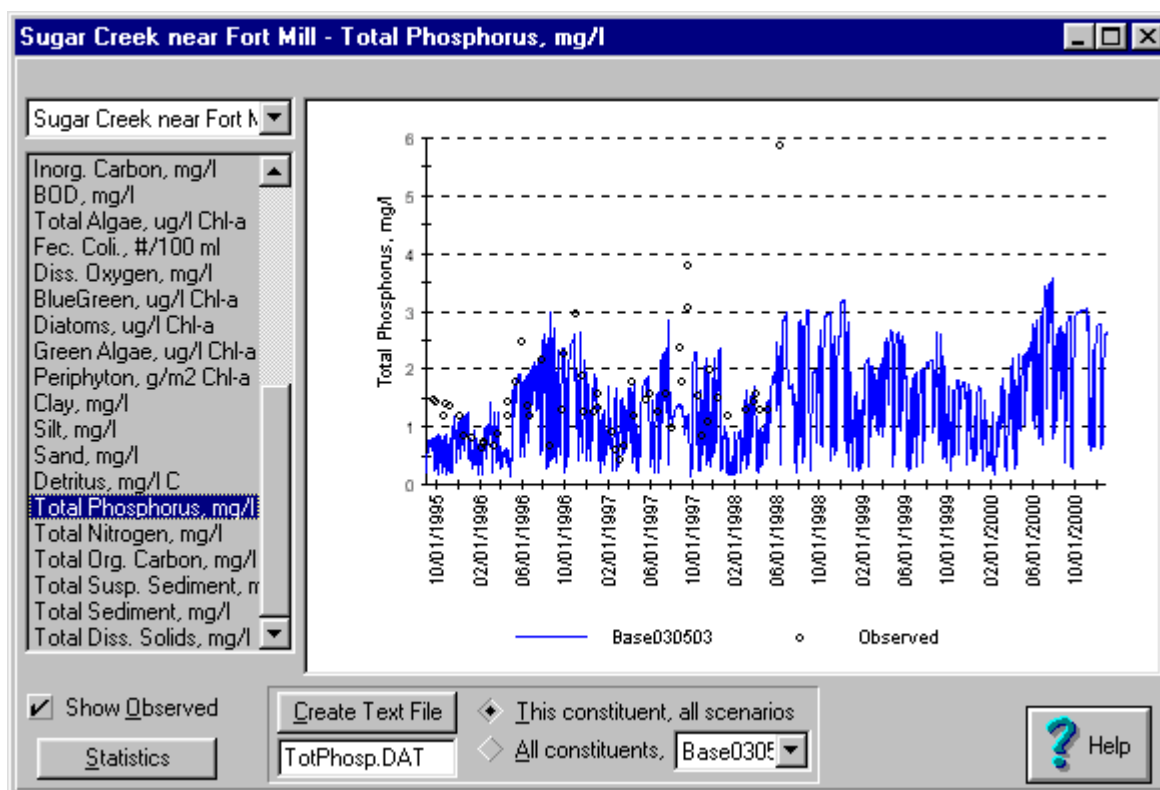 Sugar Creek near Fort Mill - Total Phosphorus, mg/l
Sugar Creek near Fort M
Inorg. Carbon, mg/l
BOD, mg/l
Total Algae, ug/l Chl-a
Fec. Coli., #/100 ml
Diss. Oxygen, mg/l
BlueGreen, ug/l Chl-a
Diatoms, ug/l Chl-a
Green Algae, ug/l Chl-a
Periphyton, g/m2 Chl-a
Clay, mg/l
Silt, mg/l
Sand, mg/l
Detritus, mg/l C
Total Phosphorus, mg/l
Total Nitrogen, mg/l
Total Org. Carbon, mg/l
Total Susp. Sediment, m
Total Sediment, mg/l
Total Diss. Solids, mg/l
Total Phosphorus, mg/l
6
5
4
3
2
1
0
10/01/1995
02/01/1996
06/01/1996
10/01/1996
02/01/1997
06/01/1997
10/01/1997
02/01/1998
06/01/1998
10/01/1998
02/01/1999
06/01/1999
10/01/1999
02/01/2000
06/01/2000
10/01/2000
Base030503
Observed
Show Observed
Statistics
Create Text File
TotPhosp.DAT
This constituent, all scenarios
All constituents,
Base0305
? Help